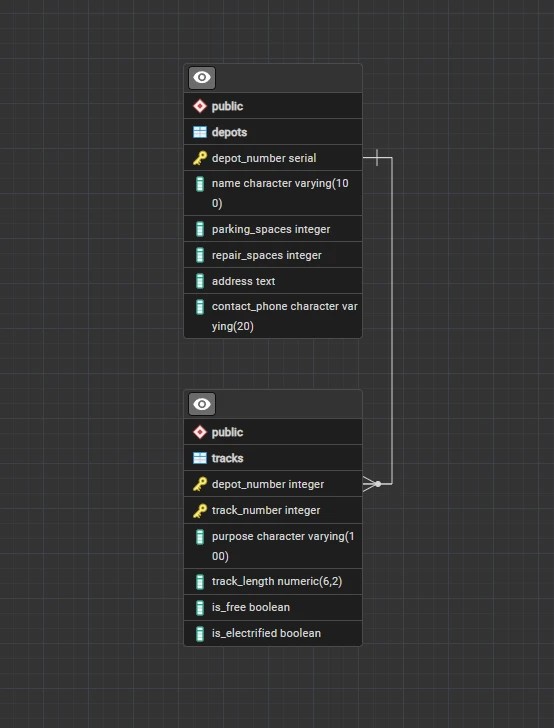 public
depots
depot_number serial
name character varying(10
0)
parking_spaces integer
repair_spaces integer
address text
contact_phone character var
ying(20)
public
tracks
depot_number integer
track_number integer
purpose character varying(1
00)
track_length numeric(6,2)
is_free boolean
is_electrified boolean